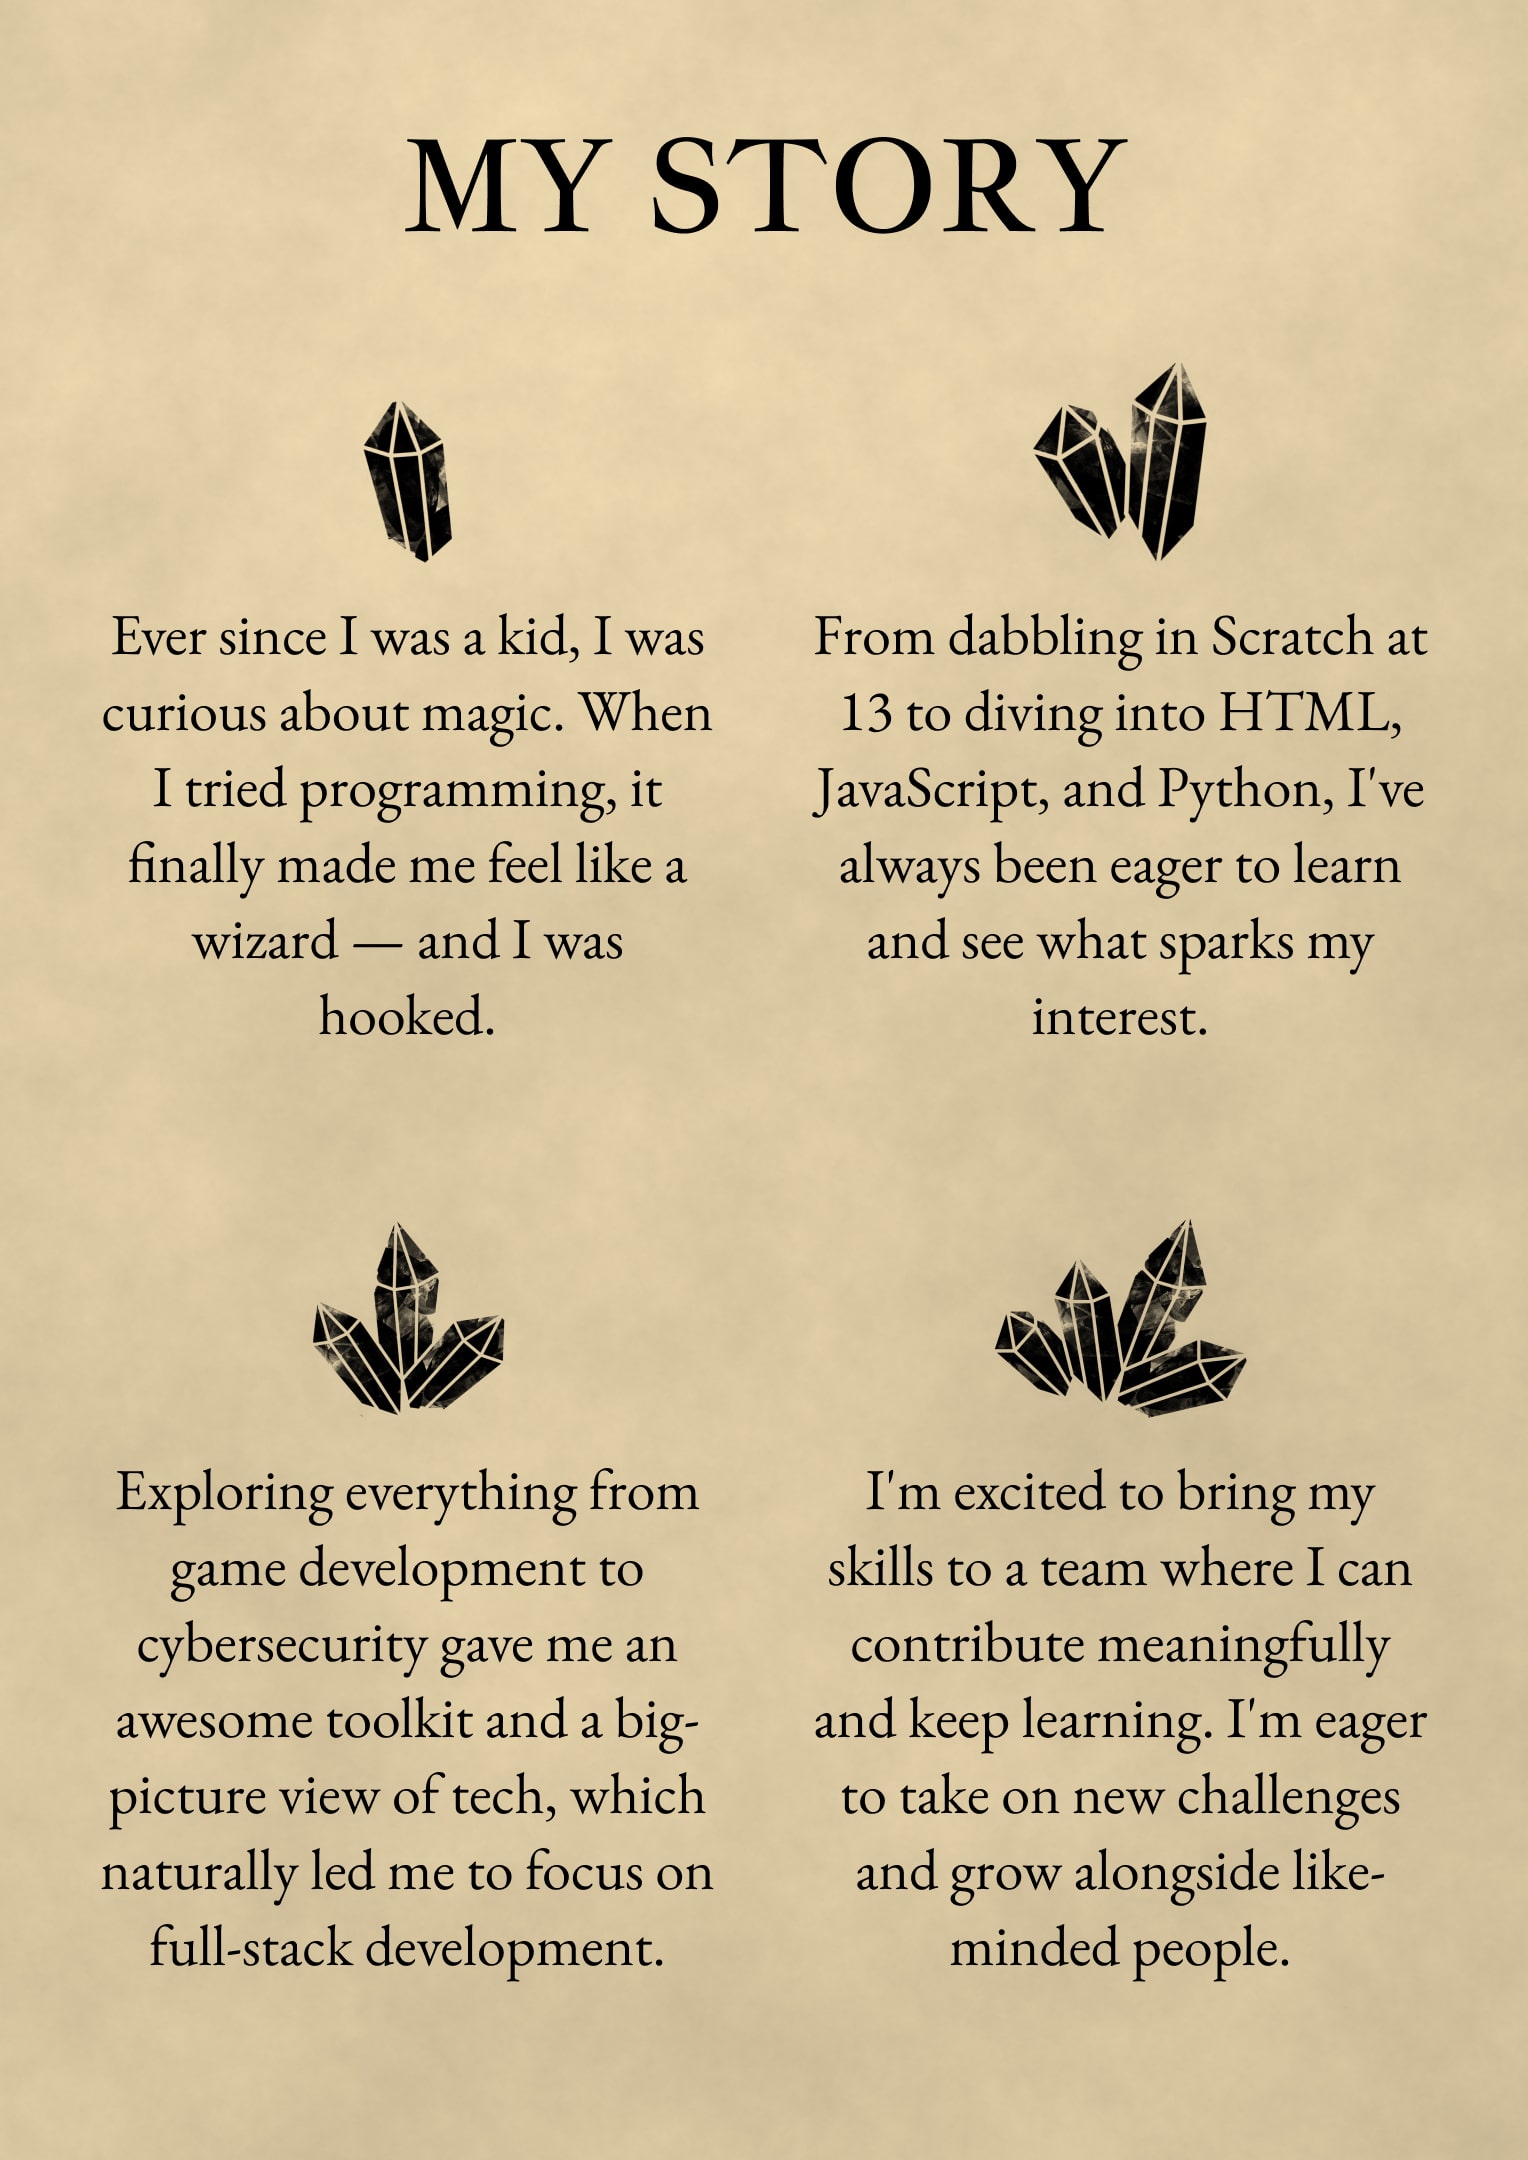 MY STORY
Ever since I was a kid, I was
curious about magic. When
I tried programming, it
finally made me feel like a
wizard — and I was
hooked.
From dabbling in Scratch at
13 to diving into HTML,
JavaScript, and Python, I've
always been eager to learn
and see what sparks my
interest.
Exploring everything from
game development to
cybersecurity gave me an
awesome toolkit and a big-
picture view of tech, which
naturally led me to focus on
full-stack development.
I'm excited to bring my
skills to a team where I can
contribute meaningfully
and keep learning. I'm eager
to take on new challenges
and grow alongside like-
minded people.